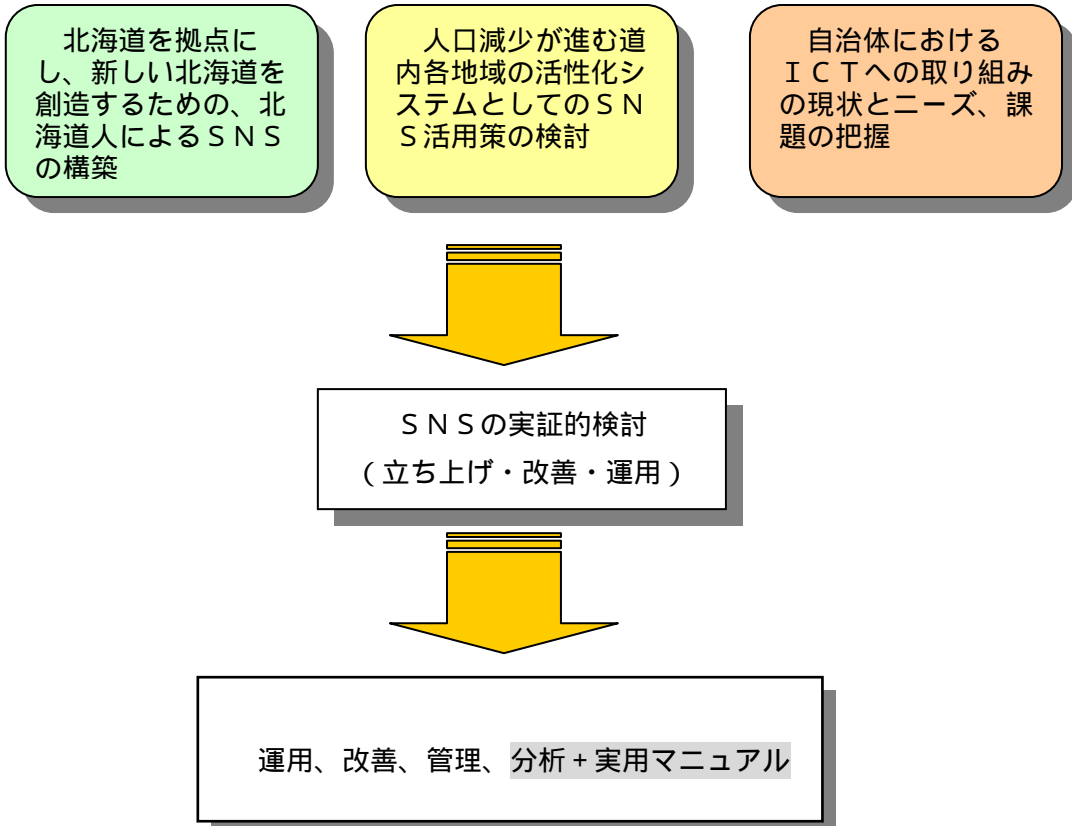 北海道を拠点に
し、新しい北海道を
創造するための、北
海道人によるＳＮＳ
の構築
人口減少が進む道
内各地域の活性化シ
ステムとしてのＳＮ
Ｓ活用策の検討
自治体における
ＩＣＴへの取り組み
の現状とニーズ、課
題の把握
ＳＮＳの実証的検討
（立ち上げ・改善・運用）
運用、改善、管理、分析＋実用マニュアル